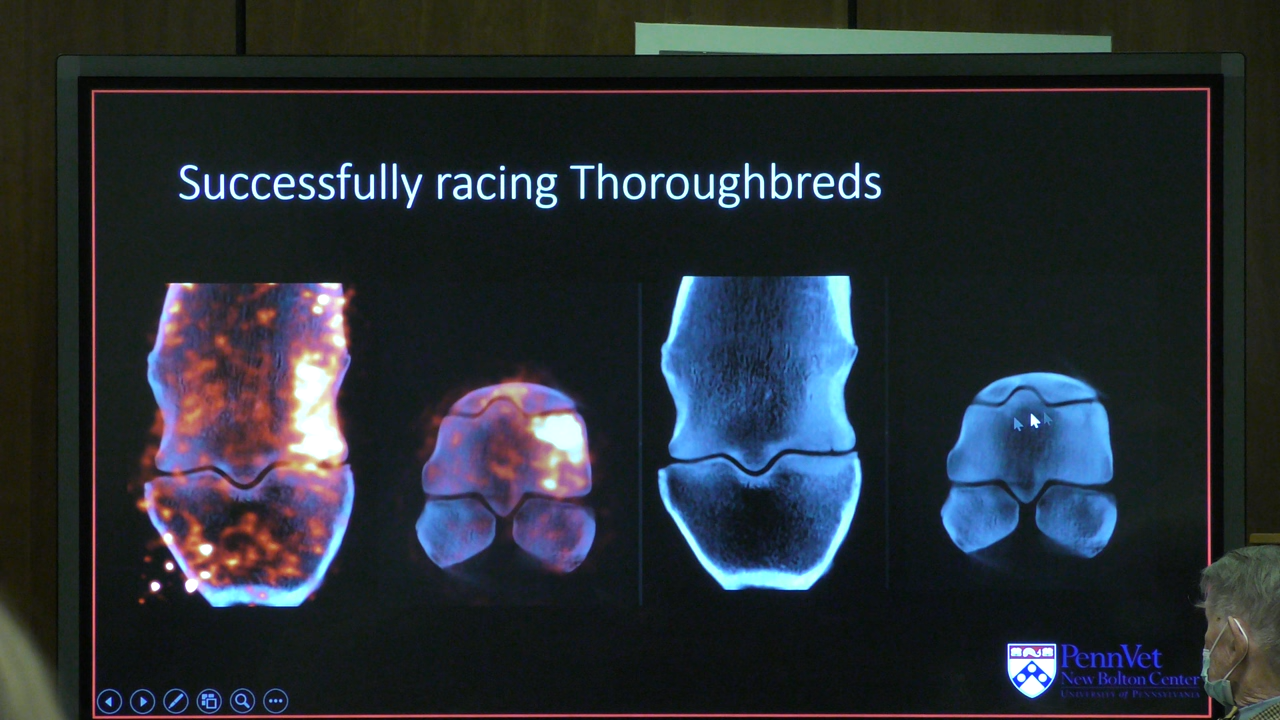 Successfully racing Thoroughbreds
PennVet
New Bolton Center
UNIVERSITY OF PENNSYLVANIA